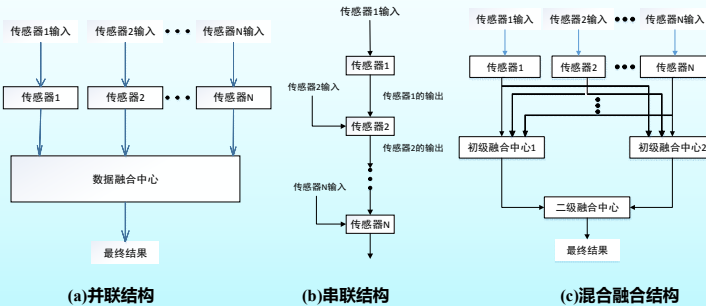 传感器1输入
传感器2输入
传感器N输入
传感器1
传感器2
传感器N
数据融合中心
最终结果
(a)并联结构
传感器1输入
传感器1
传感器1的输出
传感器2输入
传感器2
传感器2的输出
传感器N输入
传感器N
(b)串联结构
传感器1输入
传感器2输入
传感器N输入
传感器1
传感器2
传感器N
初级融合中心1
初级融合中心2
二级融合中心
最终结果
(c)混合融合结构